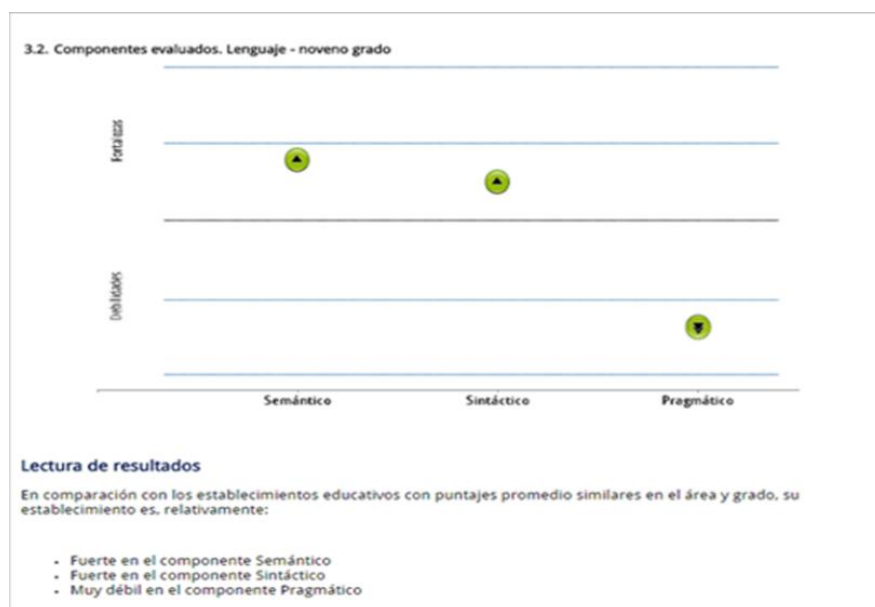 3.2. Componentes evaluados. Lenguaje - noveno grado
Fortalezas
Debilidades
Semántico
Sintáctico
Pragmático
Lectura de resultados
En comparación con los establecimientos educativos con puntajes promedio similares en el área y grado, su
establecimiento es, relativamente:
Fuerte en el componente Semántico
Fuerte en el componente Sintáctico
Muy débil en el componente Pragmático